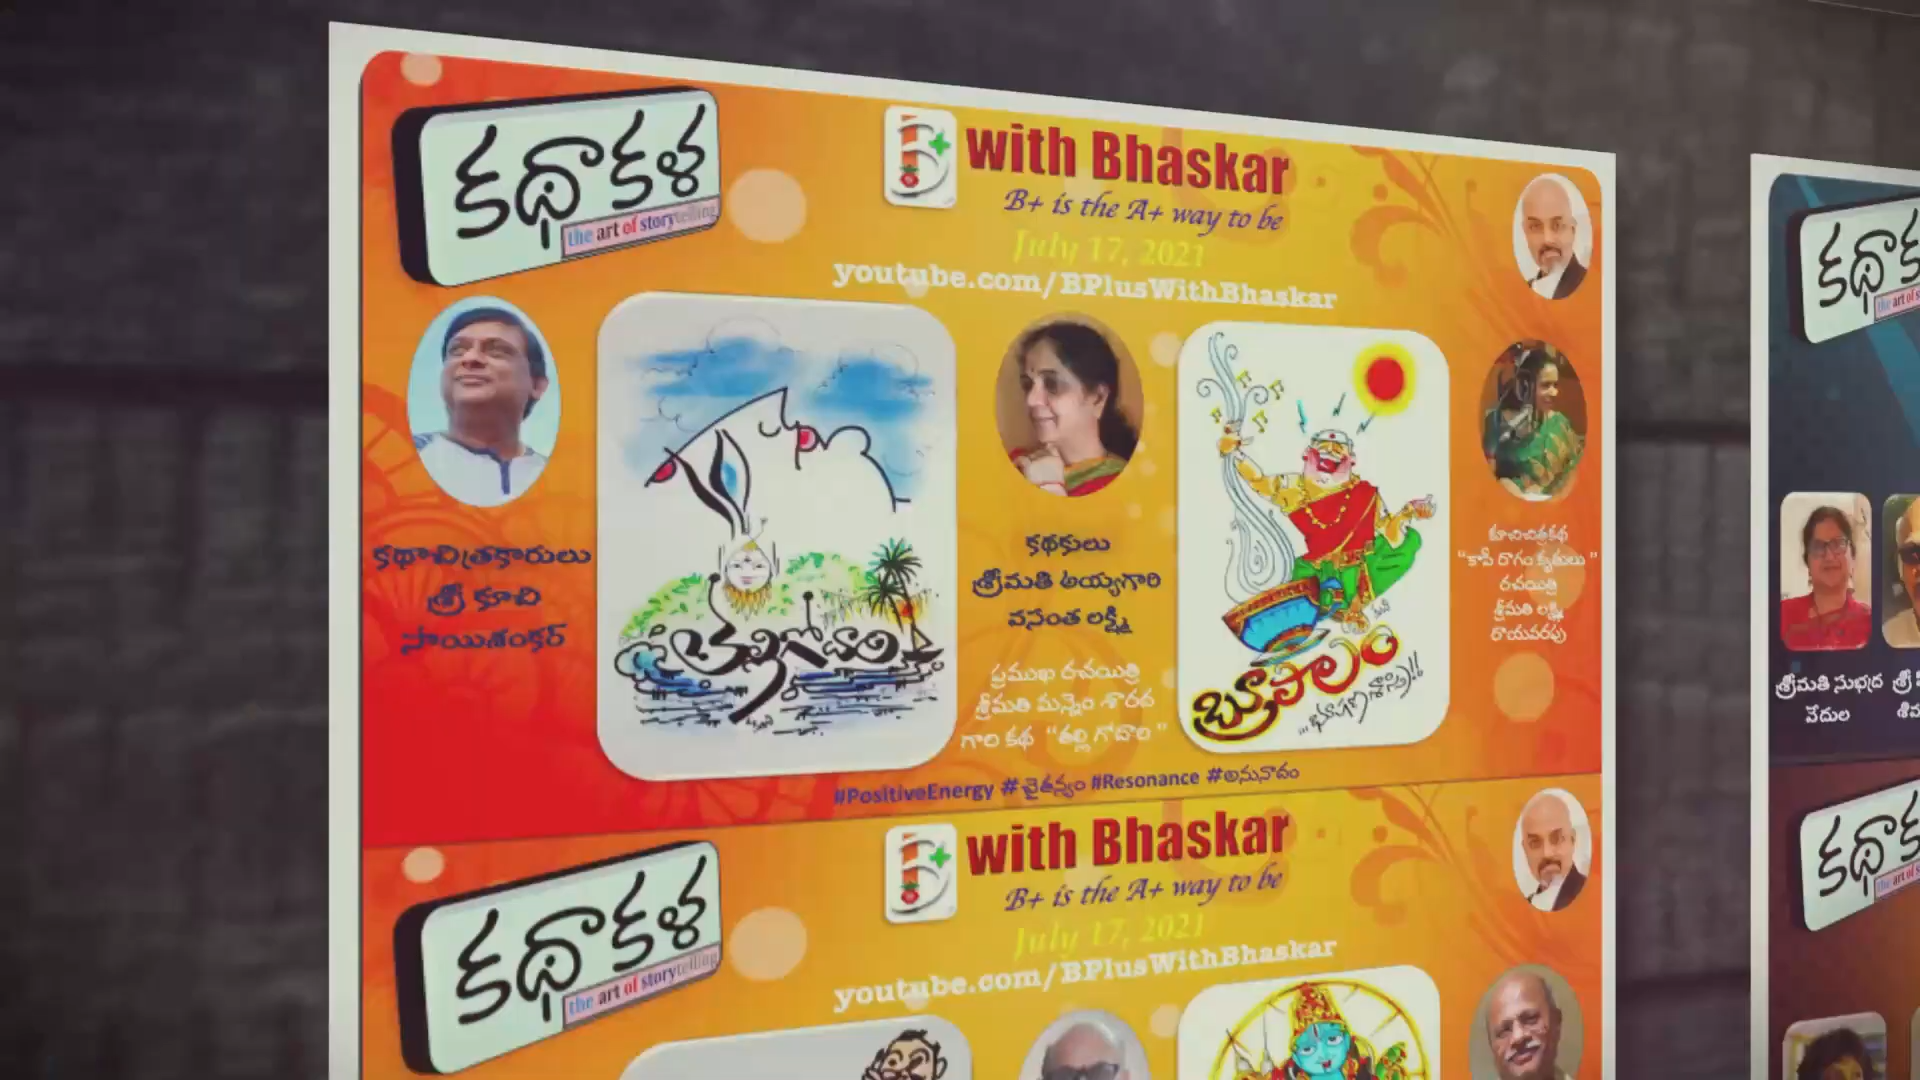 కథాకళ
the art of storytelling
B+ with Bhaskar
B+ is the A+ way to be
July 17, 2021
youtube.com/BPlusWithBhaskar
కథాచిత్రకారులు
శ్రీ కూచి
సాయిశంకర్
తల్లి గోదారి
కథకులు
శ్రీమతి అయ్యగారి
వసంత లక్ష్మి
ప్రముఖ రచయిత్రి
శ్రీమతి మన్నెం శారద
గారి కథ "తల్లి గోదారి"
కూచిచిత్రకథ
"కాపీ రాగం కృతులు"
రచయిత్రి
శ్రీమతి లక్ష్మి
రాయవరపు
#PositiveEnergy #చైతన్యం #Resonance #అనునాదం
కథాకళ
the art of storytelling
B+ with Bhaskar
B+ is the A+ way to be
July 17, 2021
youtube.com/BPlusWithBhaskar
శ్రీమతి సుభద్ర
వేదుల
శ్రీ